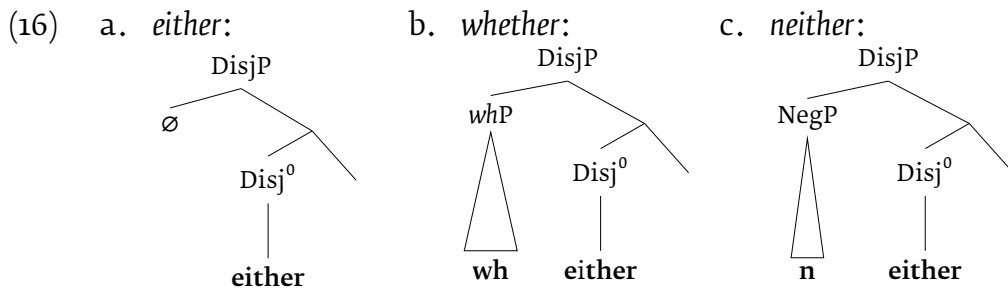 (16) a. either: b. whether: c. neither:
DisjP DisjP DisjP
∅ whP NegP
Disj⁰ Disj⁰ Disj⁰
either wh either n either